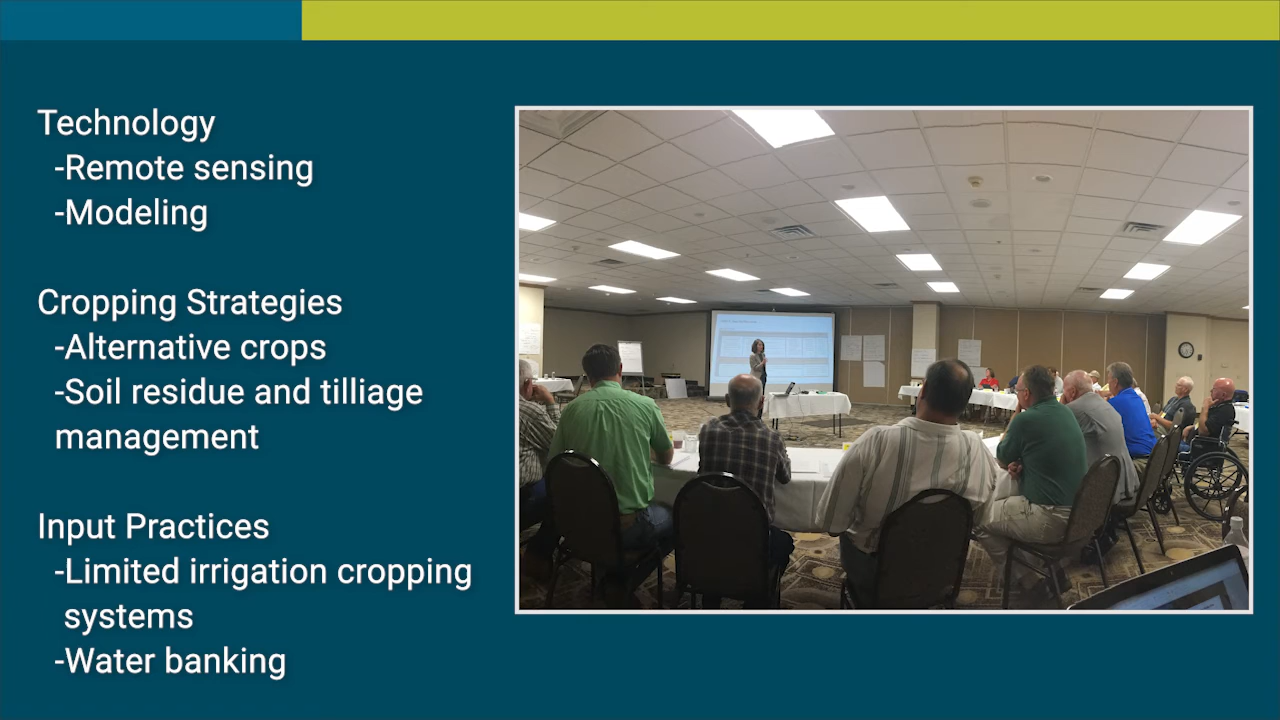 Technology
-Remote sensing
-Modeling
Cropping Strategies
-Alternative crops
-Soil residue and tilliage
management
Input Practices
-Limited irrigation cropping
systems
-Water banking